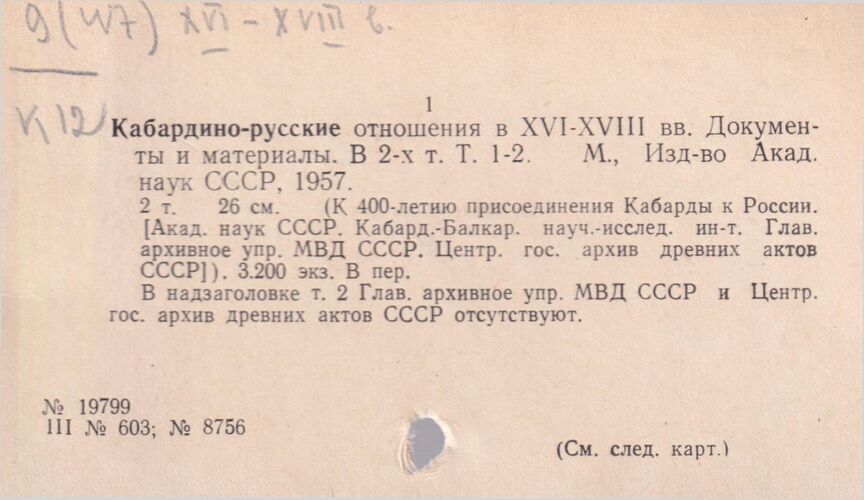 9(W7) XVI – XVIII в.
К 12
1
Кабардино-русские отношения в XVI-XVIII вв. Докумен-
ты и материалы. В 2-х т. Т. 1-2. М., Изд-во Акад.
наук СССР, 1957.
2 т. 26 см. (К 400-летию присоединения Кабарды к России.
[Акад. наук СССР. Кабард.-Балкар. науч.-исслед. ин-т. Глав.
архивное упр. МВД СССР. Центр. гос. архив древних актов
СССР]). 3.200 экз. В пер.
В надзаголовке т. 2 Глав. архивное упр. МВД СССР и Центр.
гос. архив древних актов СССР отсутствуют.
№ 19799
III № 603; № 8756
(См. след. карт.)